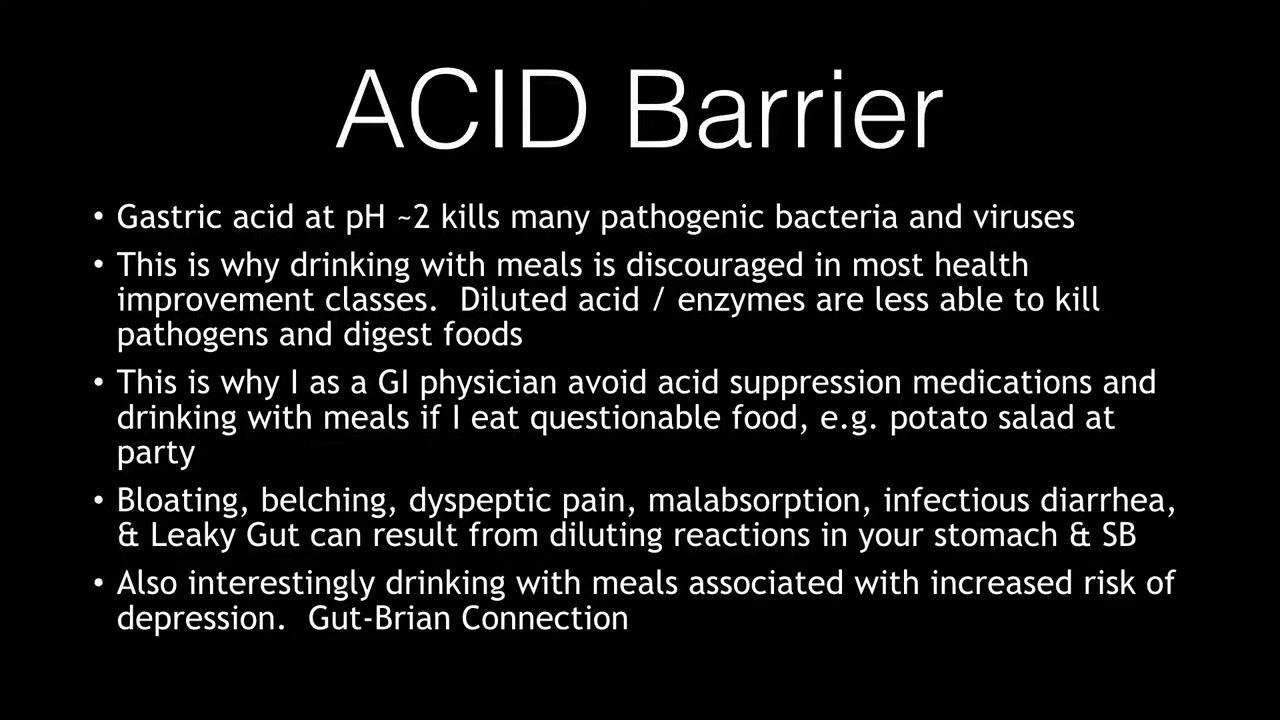 ACID Barrier
• Gastric acid at pH ~2 kills many pathogenic bacteria and viruses
• This is why drinking with meals is discouraged in most health
improvement classes.  Diluted acid / enzymes are less able to kill
pathogens and digest foods
• This is why I as a GI physician avoid acid suppression medications and
drinking with meals if I eat questionable food, e.g. potato salad at
party
• Bloating, belching, dyspeptic pain, malabsorption, infectious diarrhea,
& Leaky Gut can result from diluting reactions in your stomach & SB
• Also interestingly drinking with meals associated with increased risk of
depression.  Gut-Brian Connection